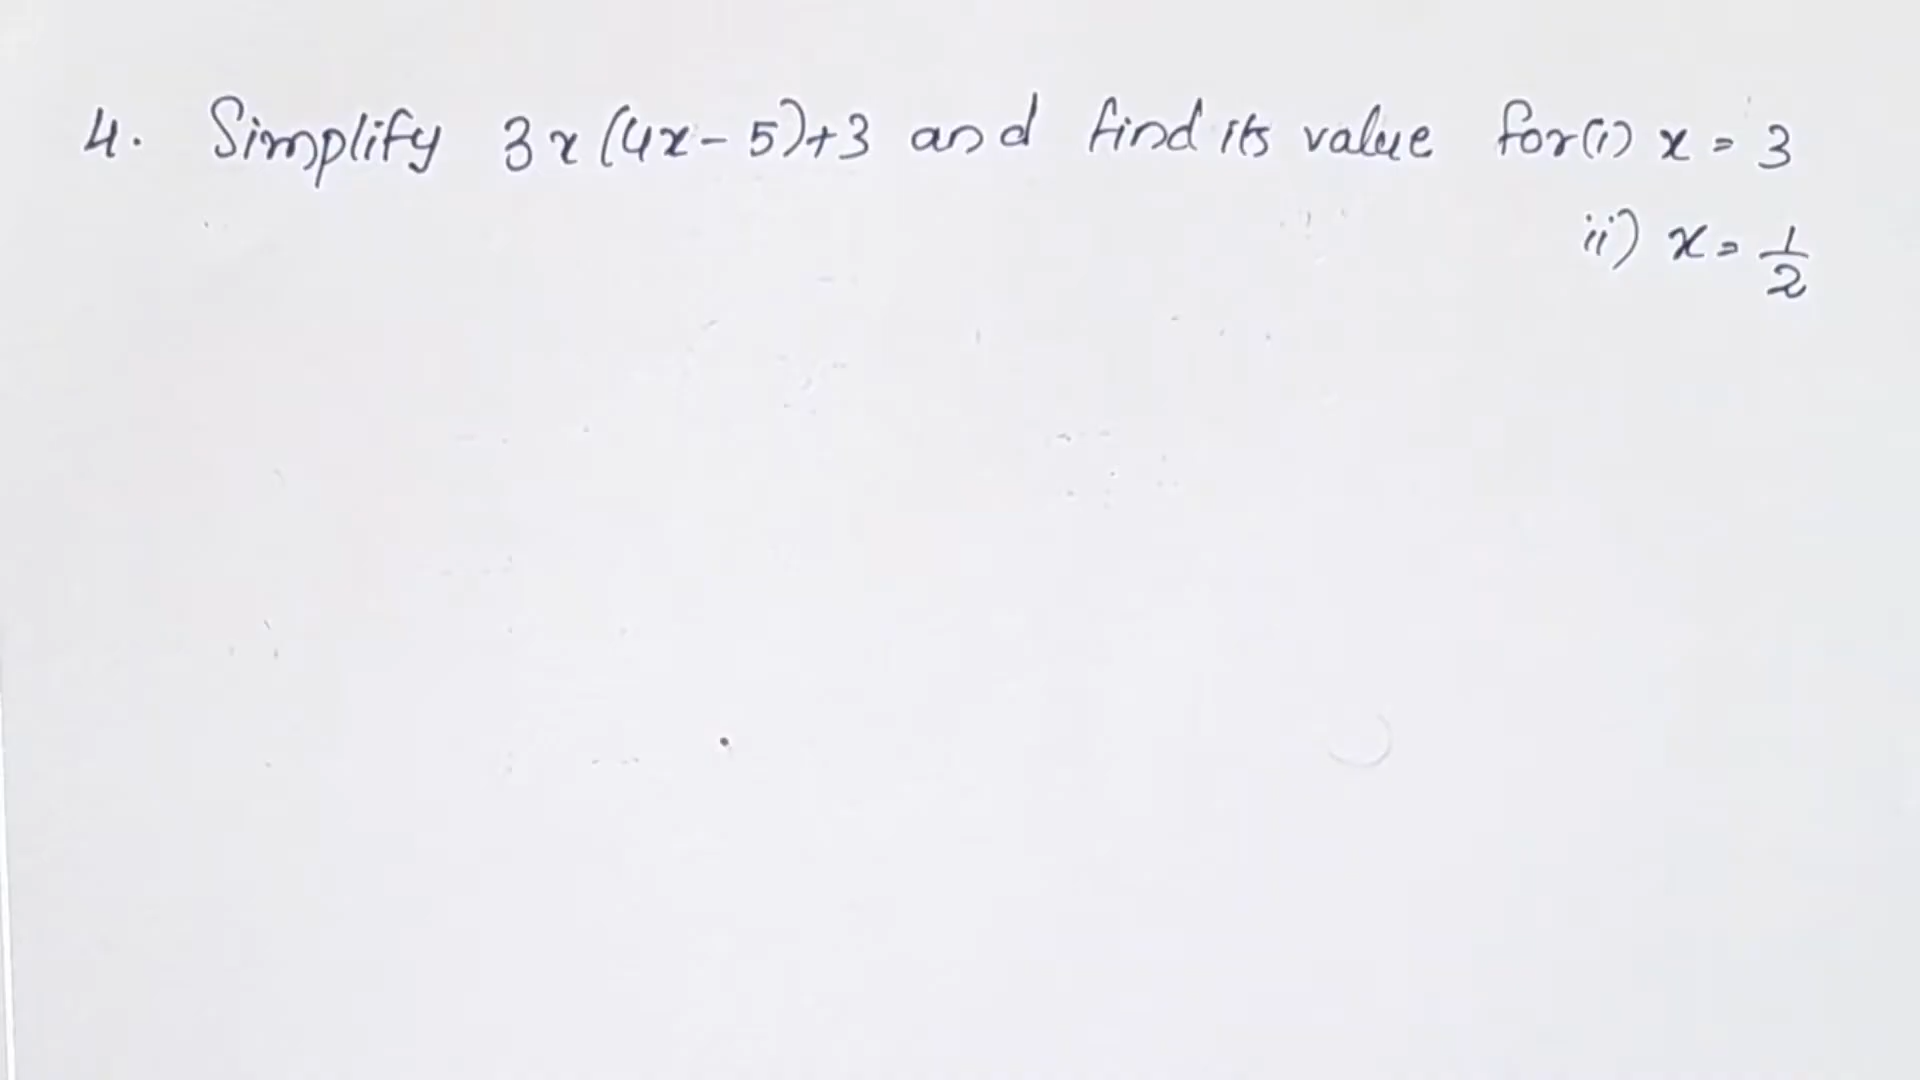 4. Simplify 3x(4x-5)+3 and find its value for(i) x = 3
ii) x = 1/2